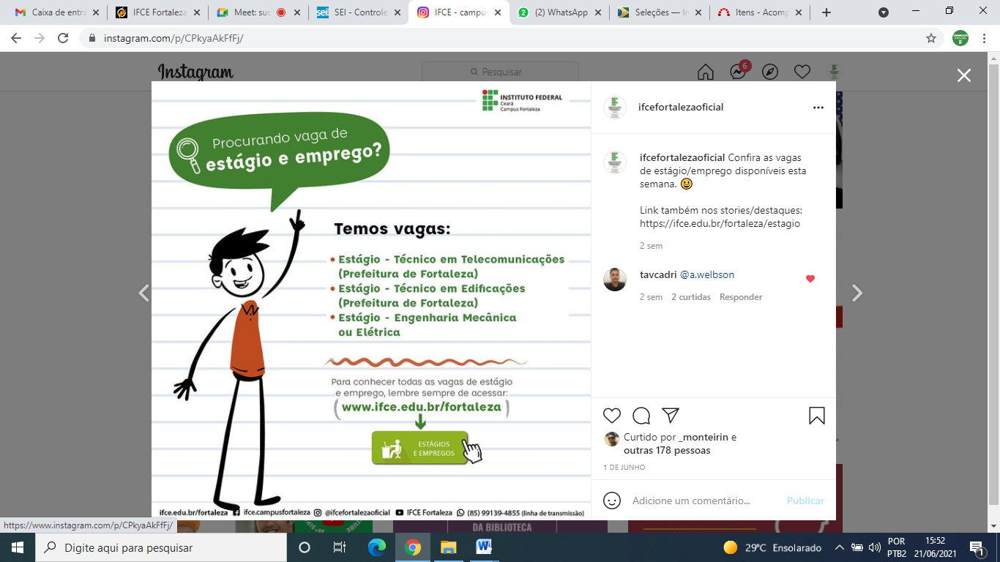 Caixa de entra
IFCE Fortaleza
Meet: suc
SEI - Controle
IFCE - campu
(2) WhatsApp
Seleções — In
Itens - Acomp
instagram.com/p/CPkyaAkFfFj/
Instagram
Pesquisar
6
INSTITUTO FEDERAL
Ceará
Campus Fortaleza
Procurando vaga de
estágio e emprego?
Temos vagas:
• Estágio - Técnico em Telecomunicações
(Prefeitura de Fortaleza)
• Estágio - Técnico em Edificações
(Prefeitura de Fortaleza)
• Estágio - Engenharia Mecânica
ou Elétrica
Para conhecer todas as vagas de estágio
e emprego, lembre sempre de acessar:
(www.ifce.edu.br/fortaleza)
ESTÁGIOS
E EMPREGOS
ifce.edu.br/fortaleza ifce.campusfortaleza @ifcefortalezaoficial IFCE Fortaleza (85) 99139-4855 (linha de transmissão)
ifcefortalezaoficial
ifcefortalezaoficial Confira as vagas
de estágio/emprego disponíveis esta
semana. 😃
Link também nos stories/destaques:
https://ifce.edu.br/fortaleza/estagio
2 sem
tavcadri @a.welbson
2 sem 2 curtidas Responder
Curtido por _monteirin e
outras 178 pessoas
1 DE JUNHO
Adicione um comentário... Publicar
DA BIBLIOTECA
https://www.instagram.com/p/CPkyaAkFfFj/
Digite aqui para pesquisar
29°C Ensolarado
POR
PTB2
15:52
21/06/2021
1